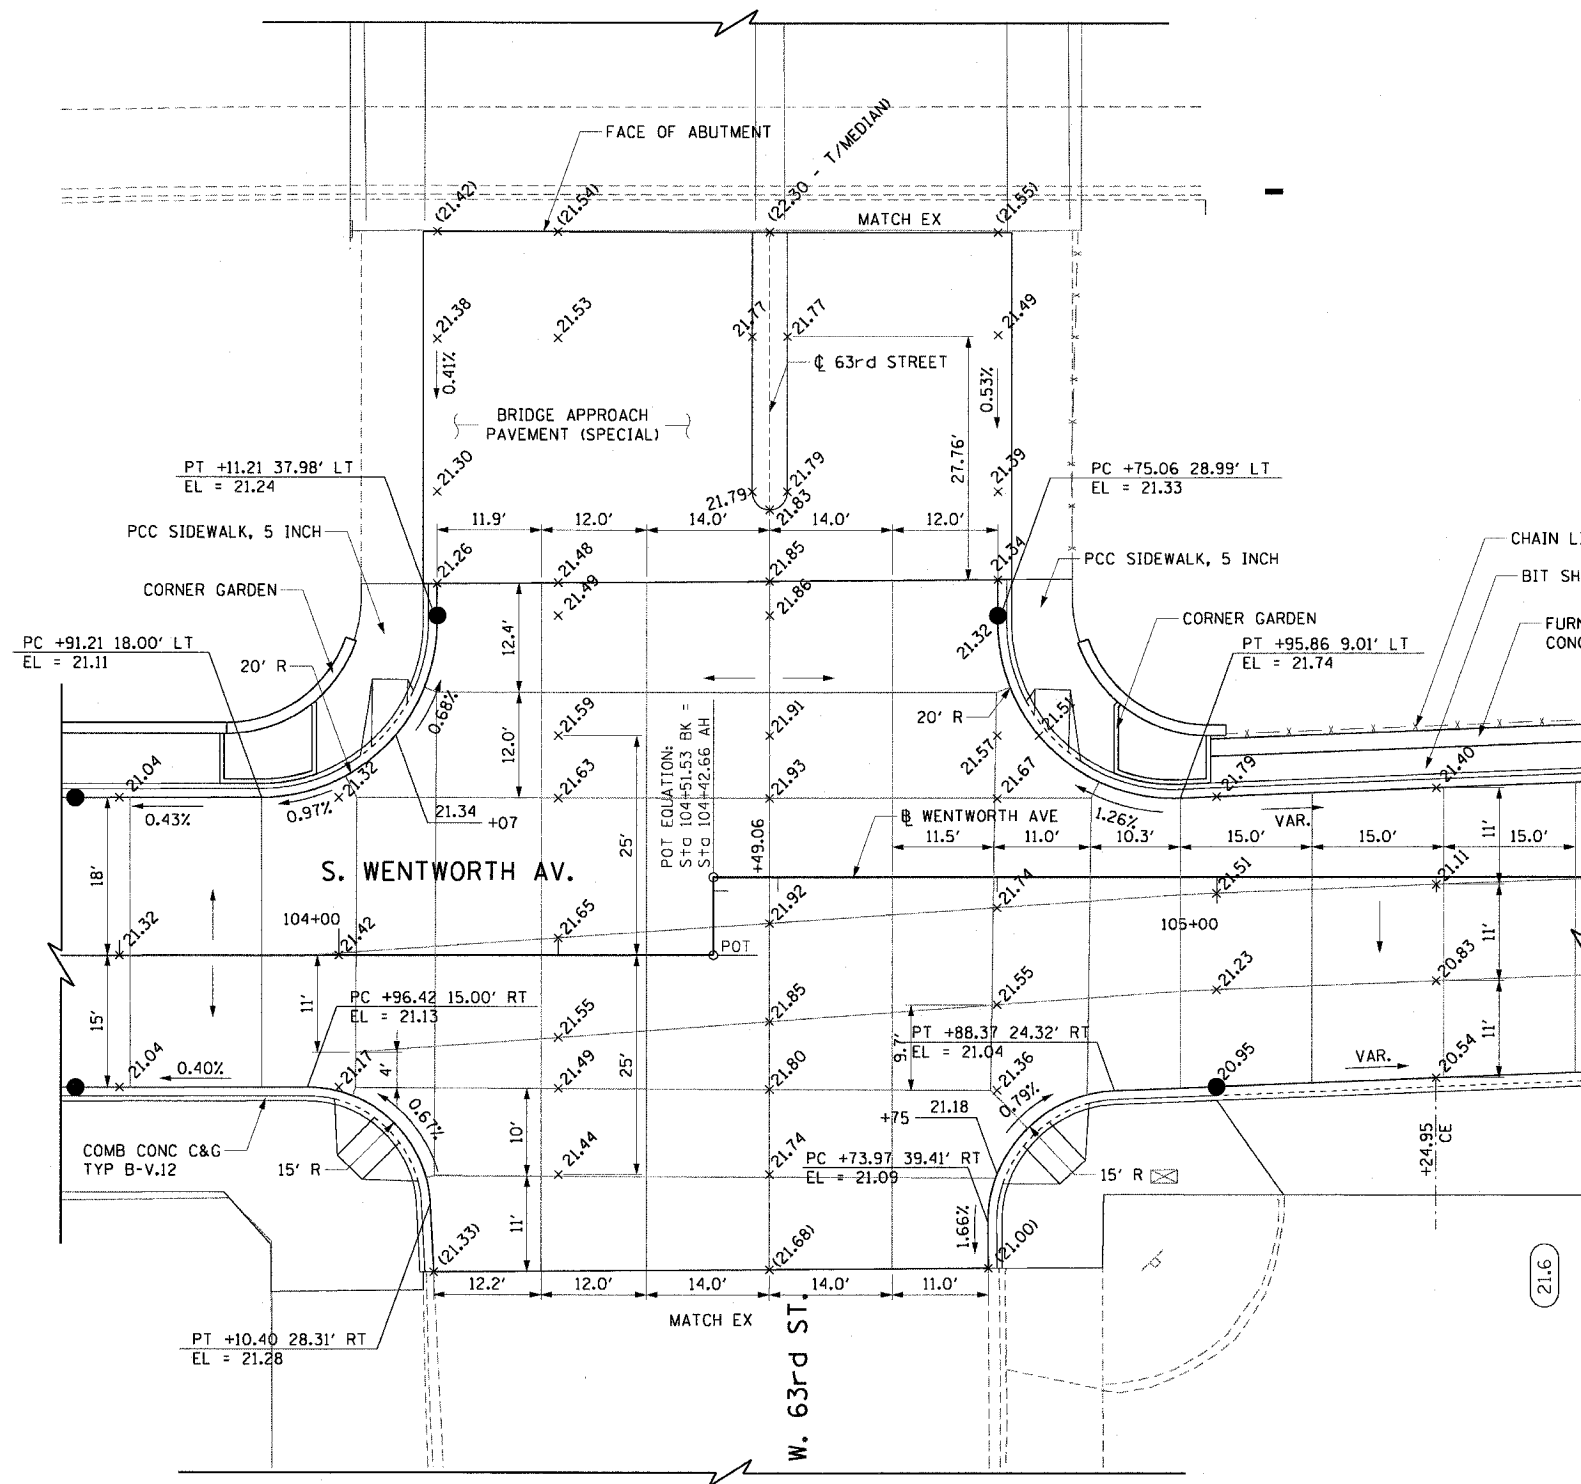 FACE OF ABUTMENT
(21.42)
(21.54)
(22.30 - T/MEDIAN)
(21.55)
MATCH EX
21.38
21.53
21.77
21.77
21.49
0.41%
℄ 63rd STREET
0.53%
BRIDGE APPROACH
PAVEMENT (SPECIAL)
27.76'
PT +11.21 37.98' LT
EL = 21.24
21.30
21.79
21.79
21.83
21.39
PC +75.06 28.99' LT
EL = 21.33
11.9'
12.0'
14.0'
14.0'
12.0'
PCC SIDEWALK, 5 INCH
21.26
21.48
21.85
21.34
PCC SIDEWALK, 5 INCH
CHAIN LI
BIT SH
FURN
CONC
CORNER GARDEN
21.49
21.86
21.32
CORNER GARDEN
PC +91.21 18.00' LT
EL = 21.11
20' R
12.4'
PT +95.86 9.01' LT
EL = 21.74
0.68%
12.0'
21.59
21.91
20' R
21.57
21.51
21.04
21.32
21.63
21.93
21.67
21.79
21.40
0.43%
0.97%
21.34
+07
25'
POT EQUATION:
Sta 104+51.53 BK =
Sta 104+42.66 AH
+49.06
℄ WENTWORTH AVE
1.26%
VAR.
11.5'
11.0'
10.3'
15.0'
15.0'
15.0'
11'
18'
S. WENTWORTH AV.
21.32
104+00
21.42
21.65
21.92
21.74
21.51
21.11
105+00
POT
11'
15'
11'
PC +96.42 15.00' RT
EL = 21.13
21.55
21.85
21.55
21.23
20.83
9.7'
PT +88.37 24.32' RT
EL = 21.04
11'
21.04
0.40%
21.17
4'
21.49
25'
21.80
21.36
20.95
VAR.
20.54
0.67%
0.79%
+75
21.18
COMB CONC C&G
TYP B-V.12
15' R
10'
21.44
21.74
PC +73.97 39.41' RT
EL = 21.09
15' R
+24.95
CE
11'
1.66%
(21.33)
(21.68)
(21.00)
12.2'
12.0'
14.0'
14.0'
11.0'
MATCH EX
PT +10.40 28.31' RT
EL = 21.28
W. 63rd ST.
21.6